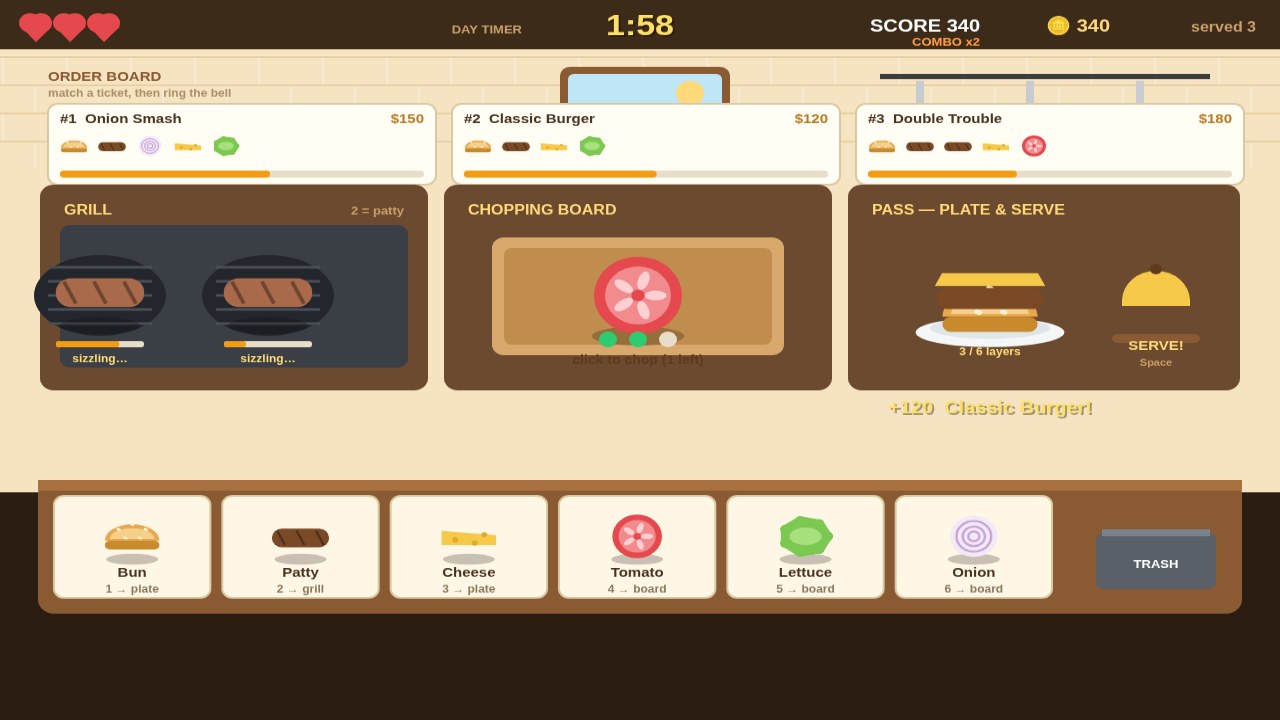 DAY TIMER 1:58 SCORE 340 🪙 340 served 3
COMBO x2
ORDER BOARD
match a ticket, then ring the bell
#1 Onion Smash $150
#2 Classic Burger $120
#3 Double Trouble $180
GRILL 2 = patty
sizzling…
sizzling…
CHOPPING BOARD
click to chop (1 left)
PASS — PLATE & SERVE
3 / 6 layers
SERVE!
Space
+120 Classic Burger!
Bun
1 → plate
Patty
2 → grill
Cheese
3 → plate
Tomato
4 → board
Lettuce
5 → board
Onion
6 → board
TRASH